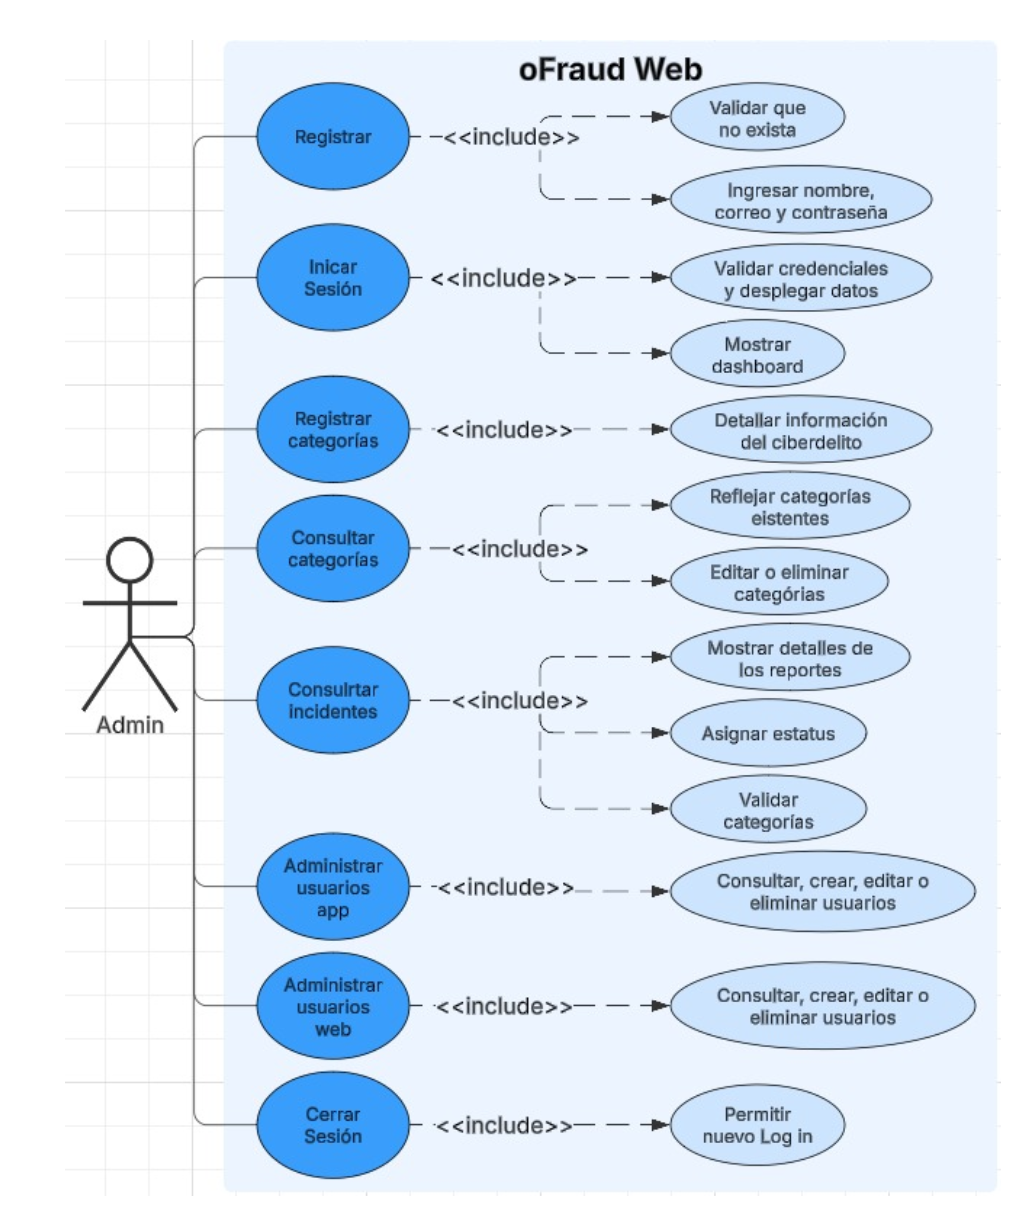 oFraud Web
Registrar
<<include>>
Validar que
no exista
Ingresar nombre,
correo y contraseña
Inicar
Sesión
<<include>>
Validar credenciales
y desplegar datos
Mostrar
dashboard
Registrar
categorías
<<include>>
Detallar información
del ciberdelito
Consultar
categorías
<<include>>
Reflejar categorías
eistentes
Editar o eliminar
categórias
Admin
Consulrtar
incidentes
<<include>>
Mostrar detalles de
los reportes
Asignar estatus
Validar
categorías
Administrar
usuarios
app
<<include>>
Consultar, crear, editar o
eliminar usuarios
Administrar
usuarios
web
<<include>>
Consultar, crear, editar o
eliminar usuarios
Cerrar
Sesión
<<include>>
Permitir
nuevo Log in